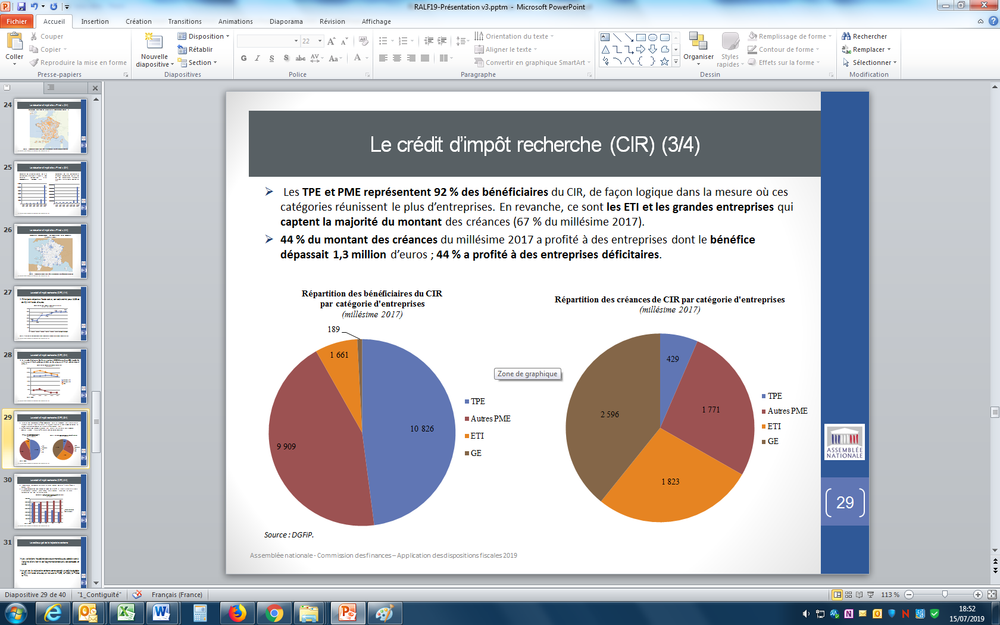 RALF19-Présentation v3.pptm - Microsoft PowerPoint
Fichier
Accueil
Insertion
Création
Transitions
Animations
Diaporama
Révision
Affichage
Coller
Couper
Copier
Reproduire la mise en forme
Presse-papiers
Nouvelle
diapositive
Disposition
Rétablir
Section
Diapositives
22
G I S S abc AV Aa A
Police
Orientation du texte
Aligner le texte
Convertir en graphique SmartArt
Paragraphe
Organiser
Styles
rapides
Remplissage de forme
Contour de forme
Effets sur la forme
Dessin
Rechercher
Remplacer
Sélectionner
Modification
24
25
26
27
28
29
30
31
Le crédit d'impôt recherche (CIR) (3/4)
Les TPE et PME représentent 92 % des bénéficiaires du CIR, de façon logique dans la mesure où ces
catégories réunissent le plus d'entreprises. En revanche, ce sont les ETI et les grandes entreprises qui
captent la majorité du montant des créances (67 % du millésime 2017).
44 % du montant des créances du millésime 2017 a profité à des entreprises dont le bénéfice
dépassait 1,3 million d'euros ; 44 % a profité à des entreprises déficitaires.
Répartition des bénéficiaires du CIR
par catégorie d'entreprises
(millésime 2017)
189
1 661
10 826
9 909
TPE
Autres PME
ETI
GE
Zone de graphique
Répartition des créances de CIR par catégorie d'entreprises
(millésime 2017)
429
1 771
2 596
1 823
TPE
Autres PME
ETI
GE
ASSEMBLÉE
NATIONALE
29
Source : DGFiP.
Assemblée nationale - Commission des finances – Application des dispositions fiscales 2019
Diapositive 29 de 40
"1_Contiguïté"
Français (France)
113 %
18:52
15/07/2019